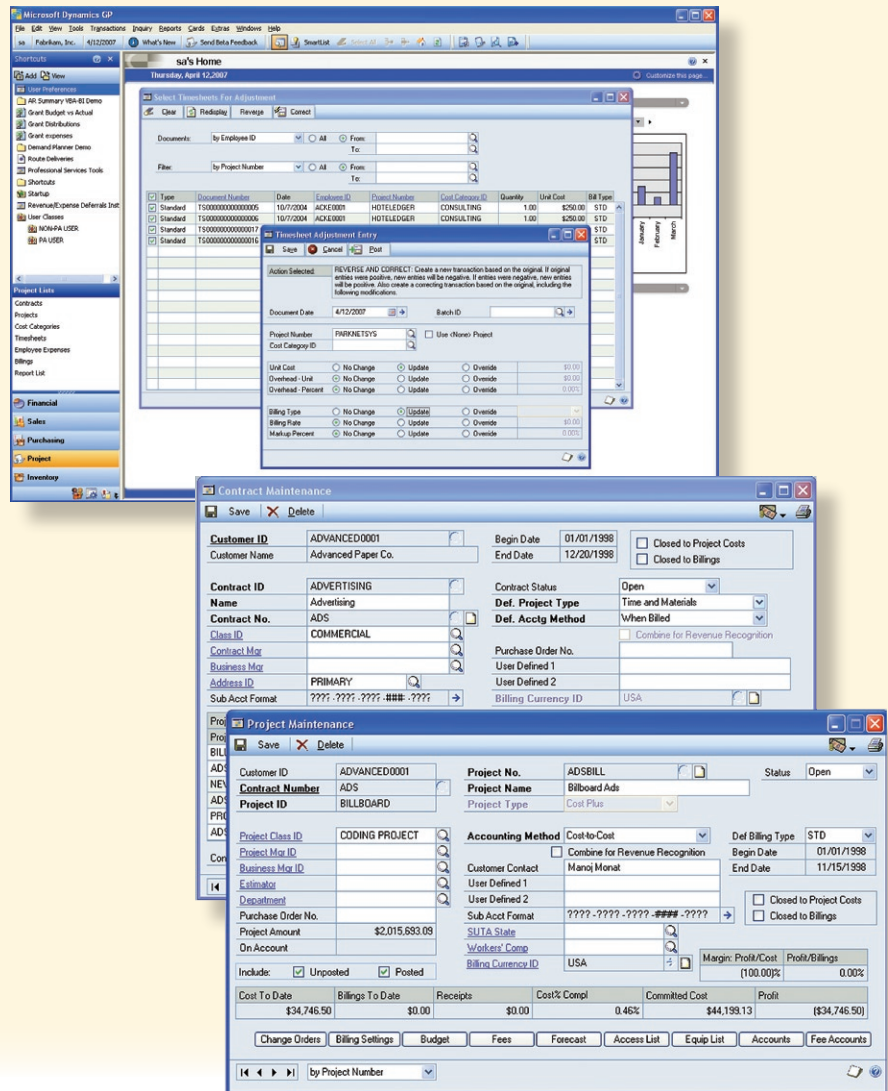 Microsoft Dynamics GP
File Edit View Tools Transactions Inquiry Reports Cards Extras Windows Help
sa Fabrikam, Inc. 4/12/2007 What's New Send Beta Feedback SmartList Select All
Shortcuts
Add View
User Preferences
AR Summary VBA-BI Demo
Grant Budget vs Actual
Grant Distributions
Grant expenses
Demand Planner Demo
Route Deliveries
Professional Services Tools
Shortcuts
Startup
Revenue/Expense Deferrals Inst
User Classes
NON-PA USER
PA USER
Project Lists
Contracts
Projects
Cost Categories
Timesheets
Employee Expenses
Billings
Report List
Financial
Sales
Purchasing
Project
Inventory
sa's Home
Thursday, April 12,2007 Customize this page...
January
February
March
Select Timesheets For Adjustment
Clear Redisplay Reverse Correct
Documents: by Employee ID All From:
To:
Filter: by Project Number All From:
To:
Type Document Number Date Employee ID Project Number Cost Category ID Quantity Unit Cost Bill Type
Standard TS00000000000005 10/7/2004 ACKE0001 HOTELEDGER CONSULTING 1.00 $250.00 STD
Standard TS00000000000006 10/7/2004 ACKE0001 HOTELEDGER CONSULTING 1.00 $250.00 STD
Standard STD
Standard STD
Timesheet Adjustment Entry
Save Cancel Post
Action Selected: REVERSE AND CORRECT: Create a new transaction based on the original. If original
entries were positive, new entries will be negative. If entries were negative, new entries
will be positive. Also create a correcting transaction based on the original, including the
following modifications.
Document Date 4/12/2007 Batch ID
Project Number PARKNETSYS Use <None> Project
Cost Category ID
Unit Cost No Change Update Override $0.00
Overhead - Unit No Change Update Override $0.00
Overhead - Percent No Change Update Override 0.00%
Billing Type No Change Update Override
Billing Rate No Change Update Override $0.00
Markup Percent No Change Update Override 0.00%
Contract Maintenance
Save Delete
Customer ID ADVANCED0001 Begin Date 01/01/1998 Closed to Project Costs
Customer Name Advanced Paper Co. End Date 12/20/1998 Closed to Billings
Contract ID ADVERTISING Contract Status Open
Name Advertising Def. Project Type Time and Materials
Contract No. ADS Def. Acctg Method When Billed
Class ID COMMERCIAL Combine for Revenue Recognition
Contract Mgr Purchase Order No.
Business Mgr User Defined 1
Address ID PRIMARY User Defined 2
Sub Acct Format ???? -???? -???? -#### -???? Billing Currency ID USA
Proj
Proj
BILL
ADS
NEW
ADS
PRO
ADS
Con
Project Maintenance
Save Delete
Customer ID ADVANCED0001 Project No. ADSBILL Status Open
Contract Number ADS Project Name Billboard Ads
Project ID BILLBOARD Project Type Cost Plus
Project Class ID CODING PROJECT Accounting Method Cost-to-Cost Def Billing Type STD
Project Mgr ID Combine for Revenue Recognition Begin Date 01/01/1998
Business Mgr ID Customer Contact Manoj Monat End Date 11/15/1998
Estimator User Defined 1
Department User Defined 2 Closed to Project Costs
Purchase Order No. Sub Acct Format ???? -???? -???? -#### -???? Closed to Billings
Project Amount $2,015,693.09 SUTA State
On Account Workers' Comp
Include: Unposted Posted Billing Currency ID USA Margin: Profit/Cost Profit/Billings
(100.00)% 0.00%
Cost To Date Billings To Date Receipts Cost% Compl Committed Cost Profit
$34,746.50 $0.00 $0.00 0.46% $44,199.13 ($34,746.50)
Change Orders Billing Settings Budget Fees Forecast Access List Equip List Accounts Fee Accounts
by Project Number